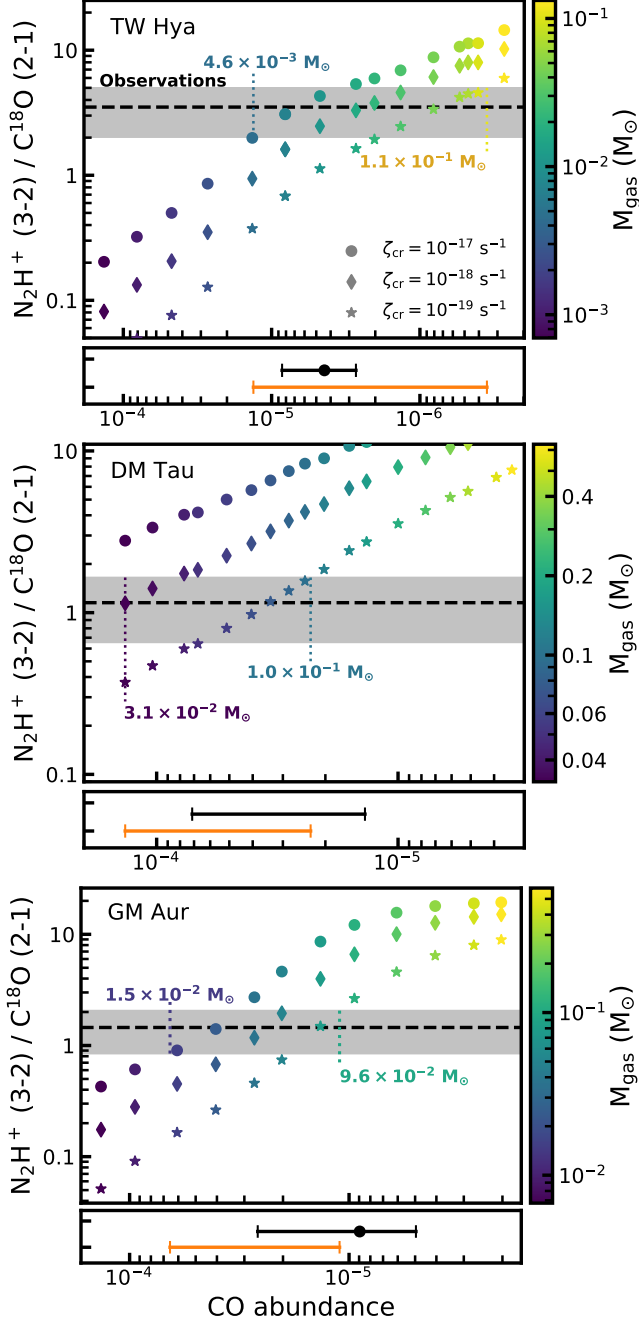 TW Hya
10
1
0.1
N₂H⁺ (3-2) / C¹⁸O (2-1)
Observations
4.6 × 10⁻³ M☉
1.1 × 10⁻¹ M☉
ζcr = 10⁻¹⁷ s⁻¹
ζcr = 10⁻¹⁸ s⁻¹
ζcr = 10⁻¹⁹ s⁻¹
10⁻¹
10⁻²
10⁻³
Mgas (M☉)
10⁻⁴ 10⁻⁵ 10⁻⁶
DM Tau
10
1
0.1
N₂H⁺ (3-2) / C¹⁸O (2-1)
1.0 × 10⁻¹ M☉
3.1 × 10⁻² M☉
0.4
0.2
0.1
0.06
0.04
Mgas (M☉)
10⁻⁴ 10⁻⁵
GM Aur
10
1
0.1
N₂H⁺ (3-2) / C¹⁸O (2-1)
1.5 × 10⁻² M☉
9.6 × 10⁻² M☉
10⁻¹
10⁻²
Mgas (M☉)
10⁻⁴ 10⁻⁵
CO abundance